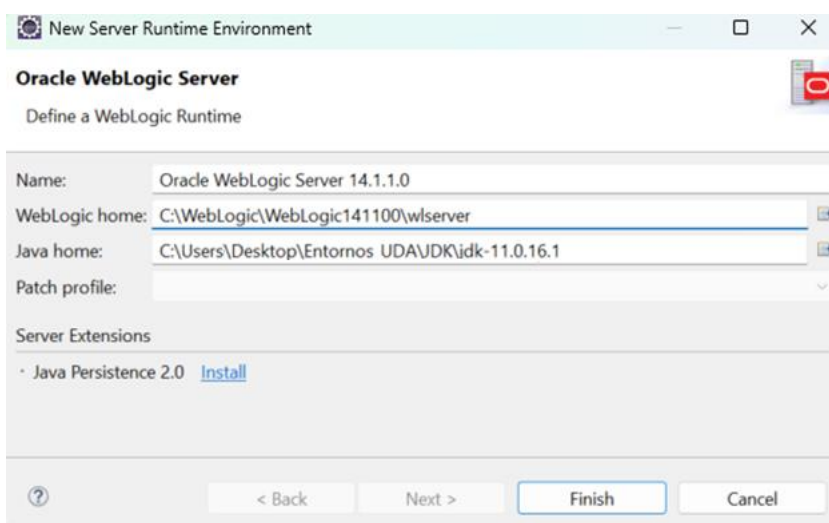 New Server Runtime Environment
Oracle WebLogic Server
Define a WebLogic Runtime
Name: Oracle WebLogic Server 14.1.1.0
WebLogic home: C:\WebLogic\WebLogic141100\wlserver
Java home: C:\Users\Desktop\Entornos UDA\JDK\jdk-11.0.16.1
Patch profile:
Server Extensions
· Java Persistence 2.0 Install
? < Back Next > Finish Cancel